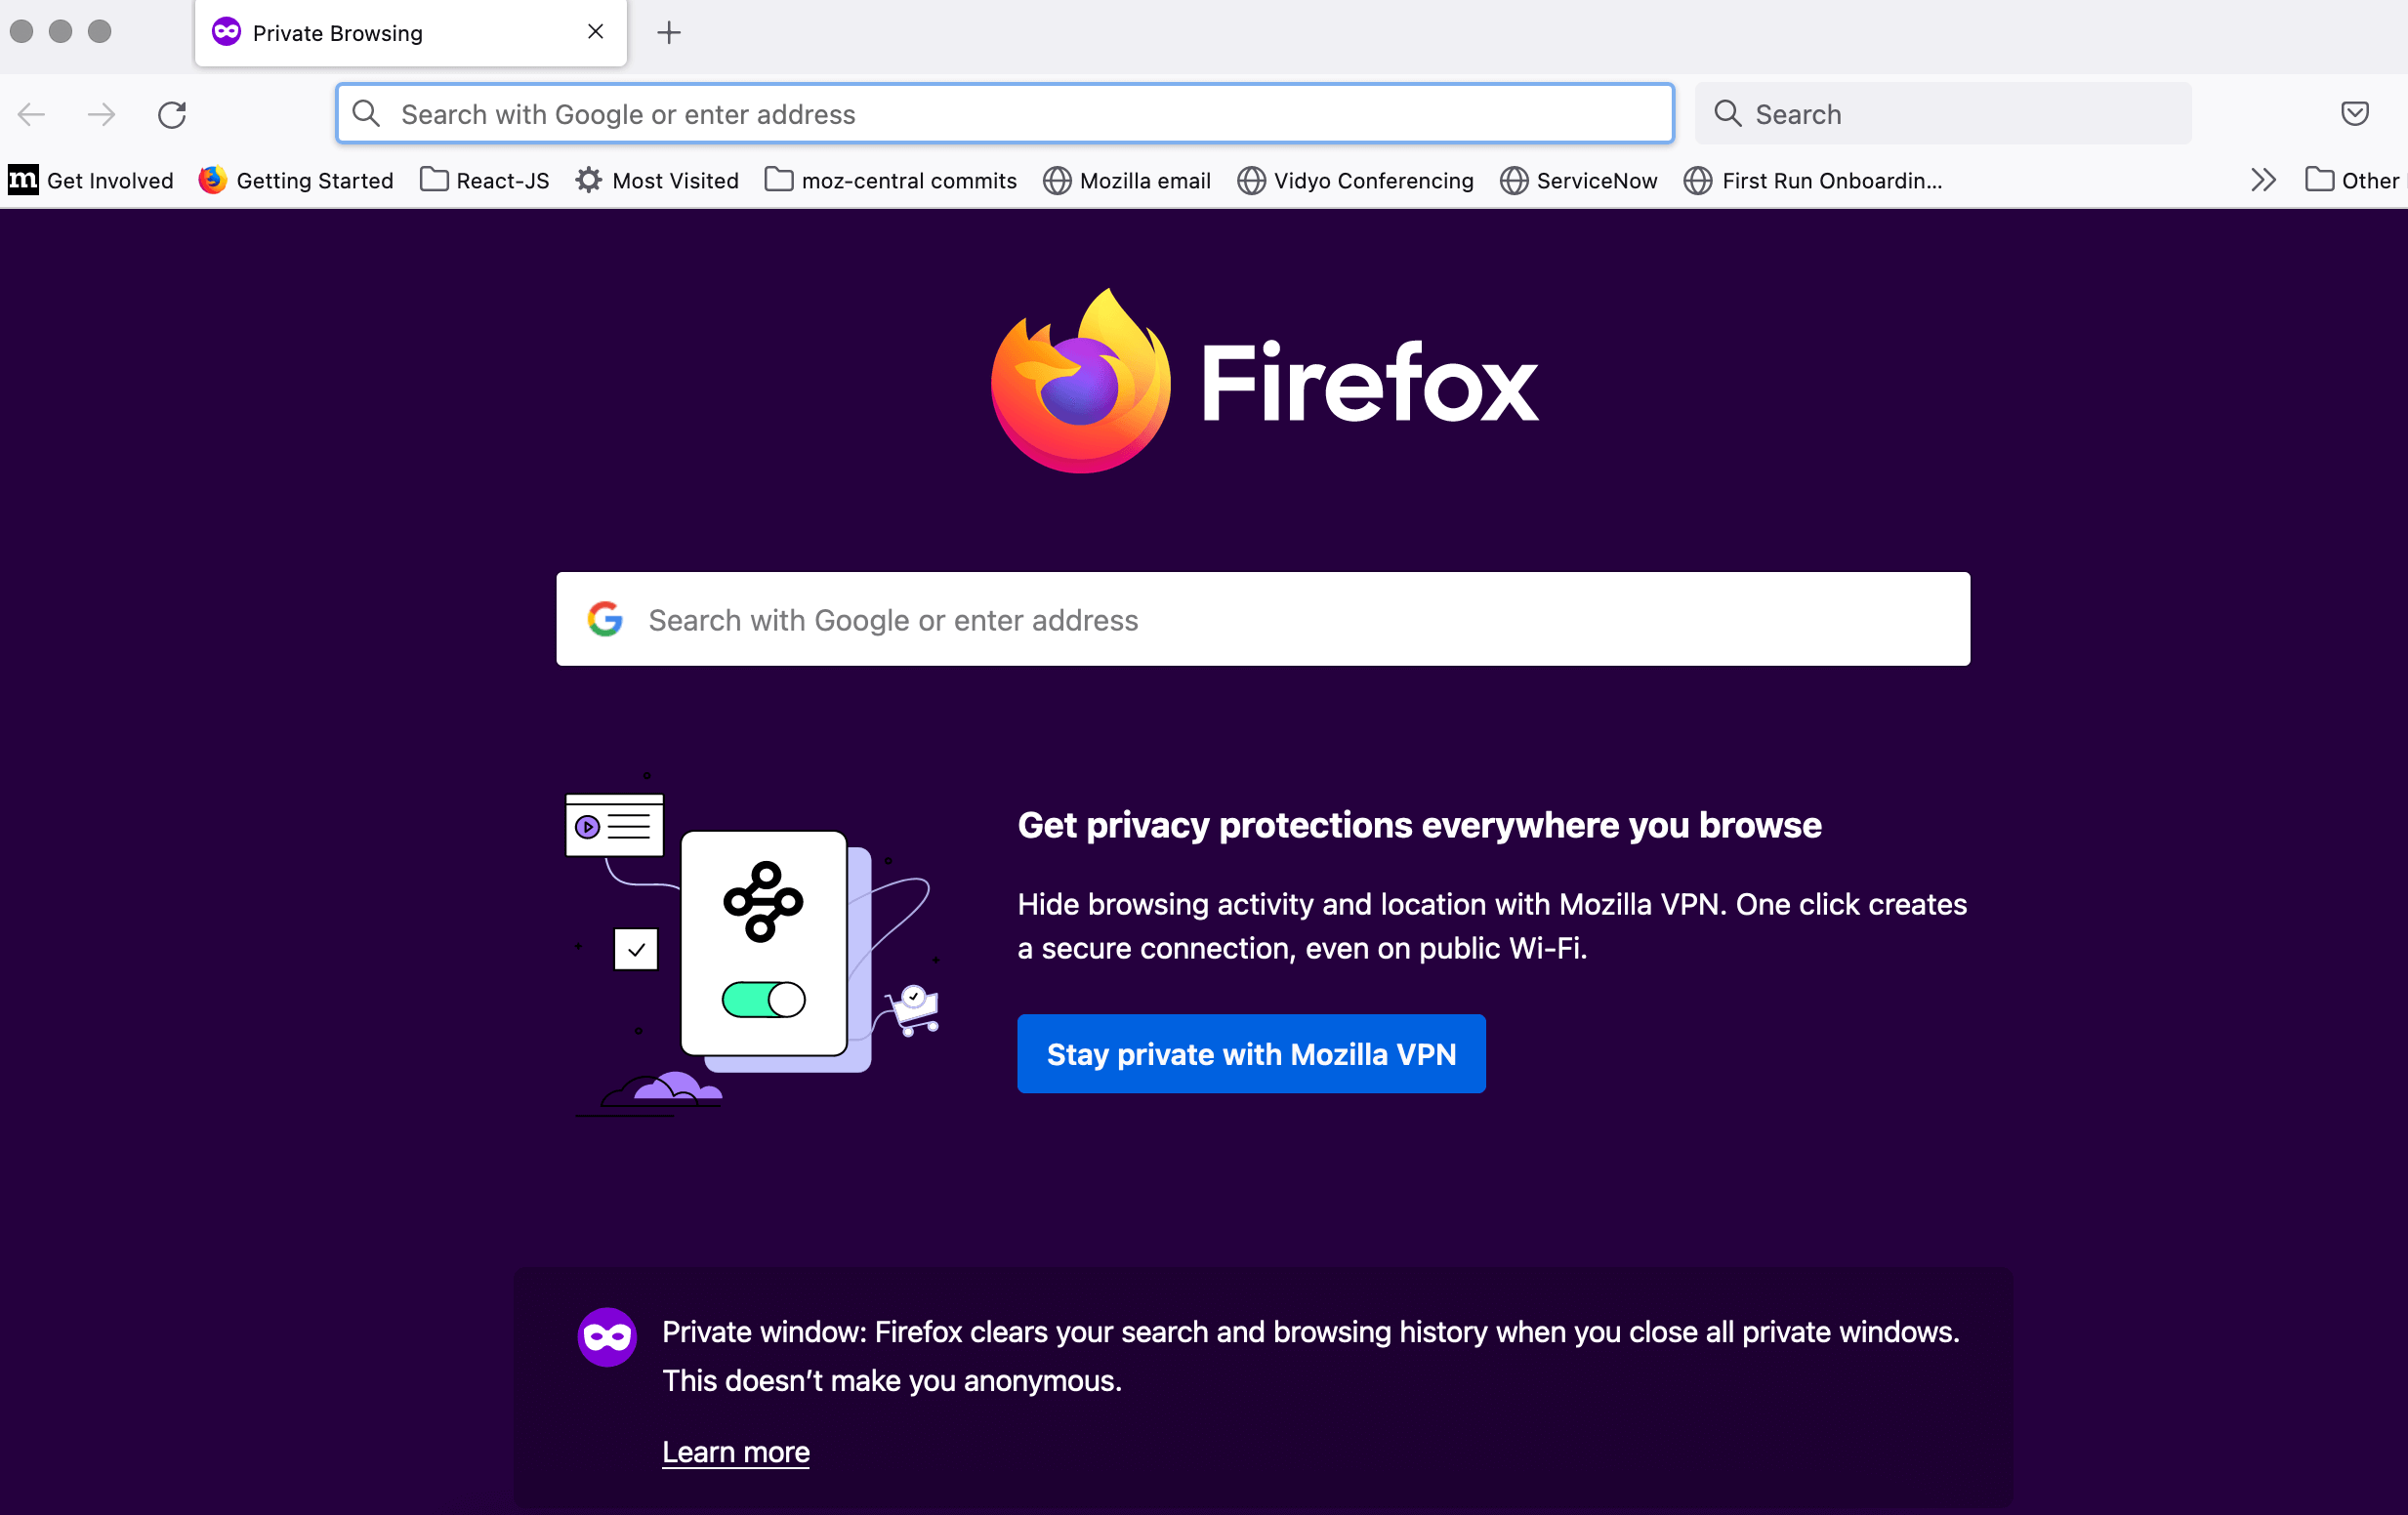 Private Browsing
Search with Google or enter address
Search
m Get Involved
Getting Started
React-JS
Most Visited
moz-central commits
Mozilla email
Vidyo Conferencing
ServiceNow
First Run Onboardin...
Other
Firefox
Search with Google or enter address
Get privacy protections everywhere you browse
Hide browsing activity and location with Mozilla VPN. One click creates
a secure connection, even on public Wi-Fi.
Stay private with Mozilla VPN
Private window: Firefox clears your search and browsing history when you close all private windows.
This doesn’t make you anonymous.
Learn more